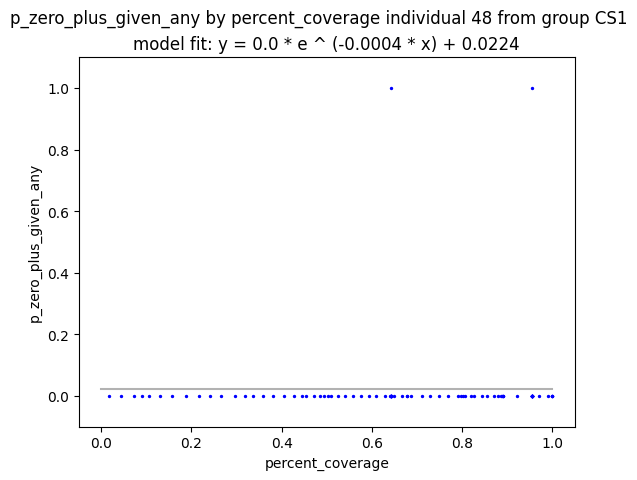 p_zero_plus_given_any by percent_coverage individual 48 from group CS1
model fit: y = 0.0 * e ^ (-0.0004 * x) + 0.0224
1.0
0.8
0.6
0.4
0.2
0.0
p_zero_plus_given_any
0.0 0.2 0.4 0.6 0.8 1.0
percent_coverage